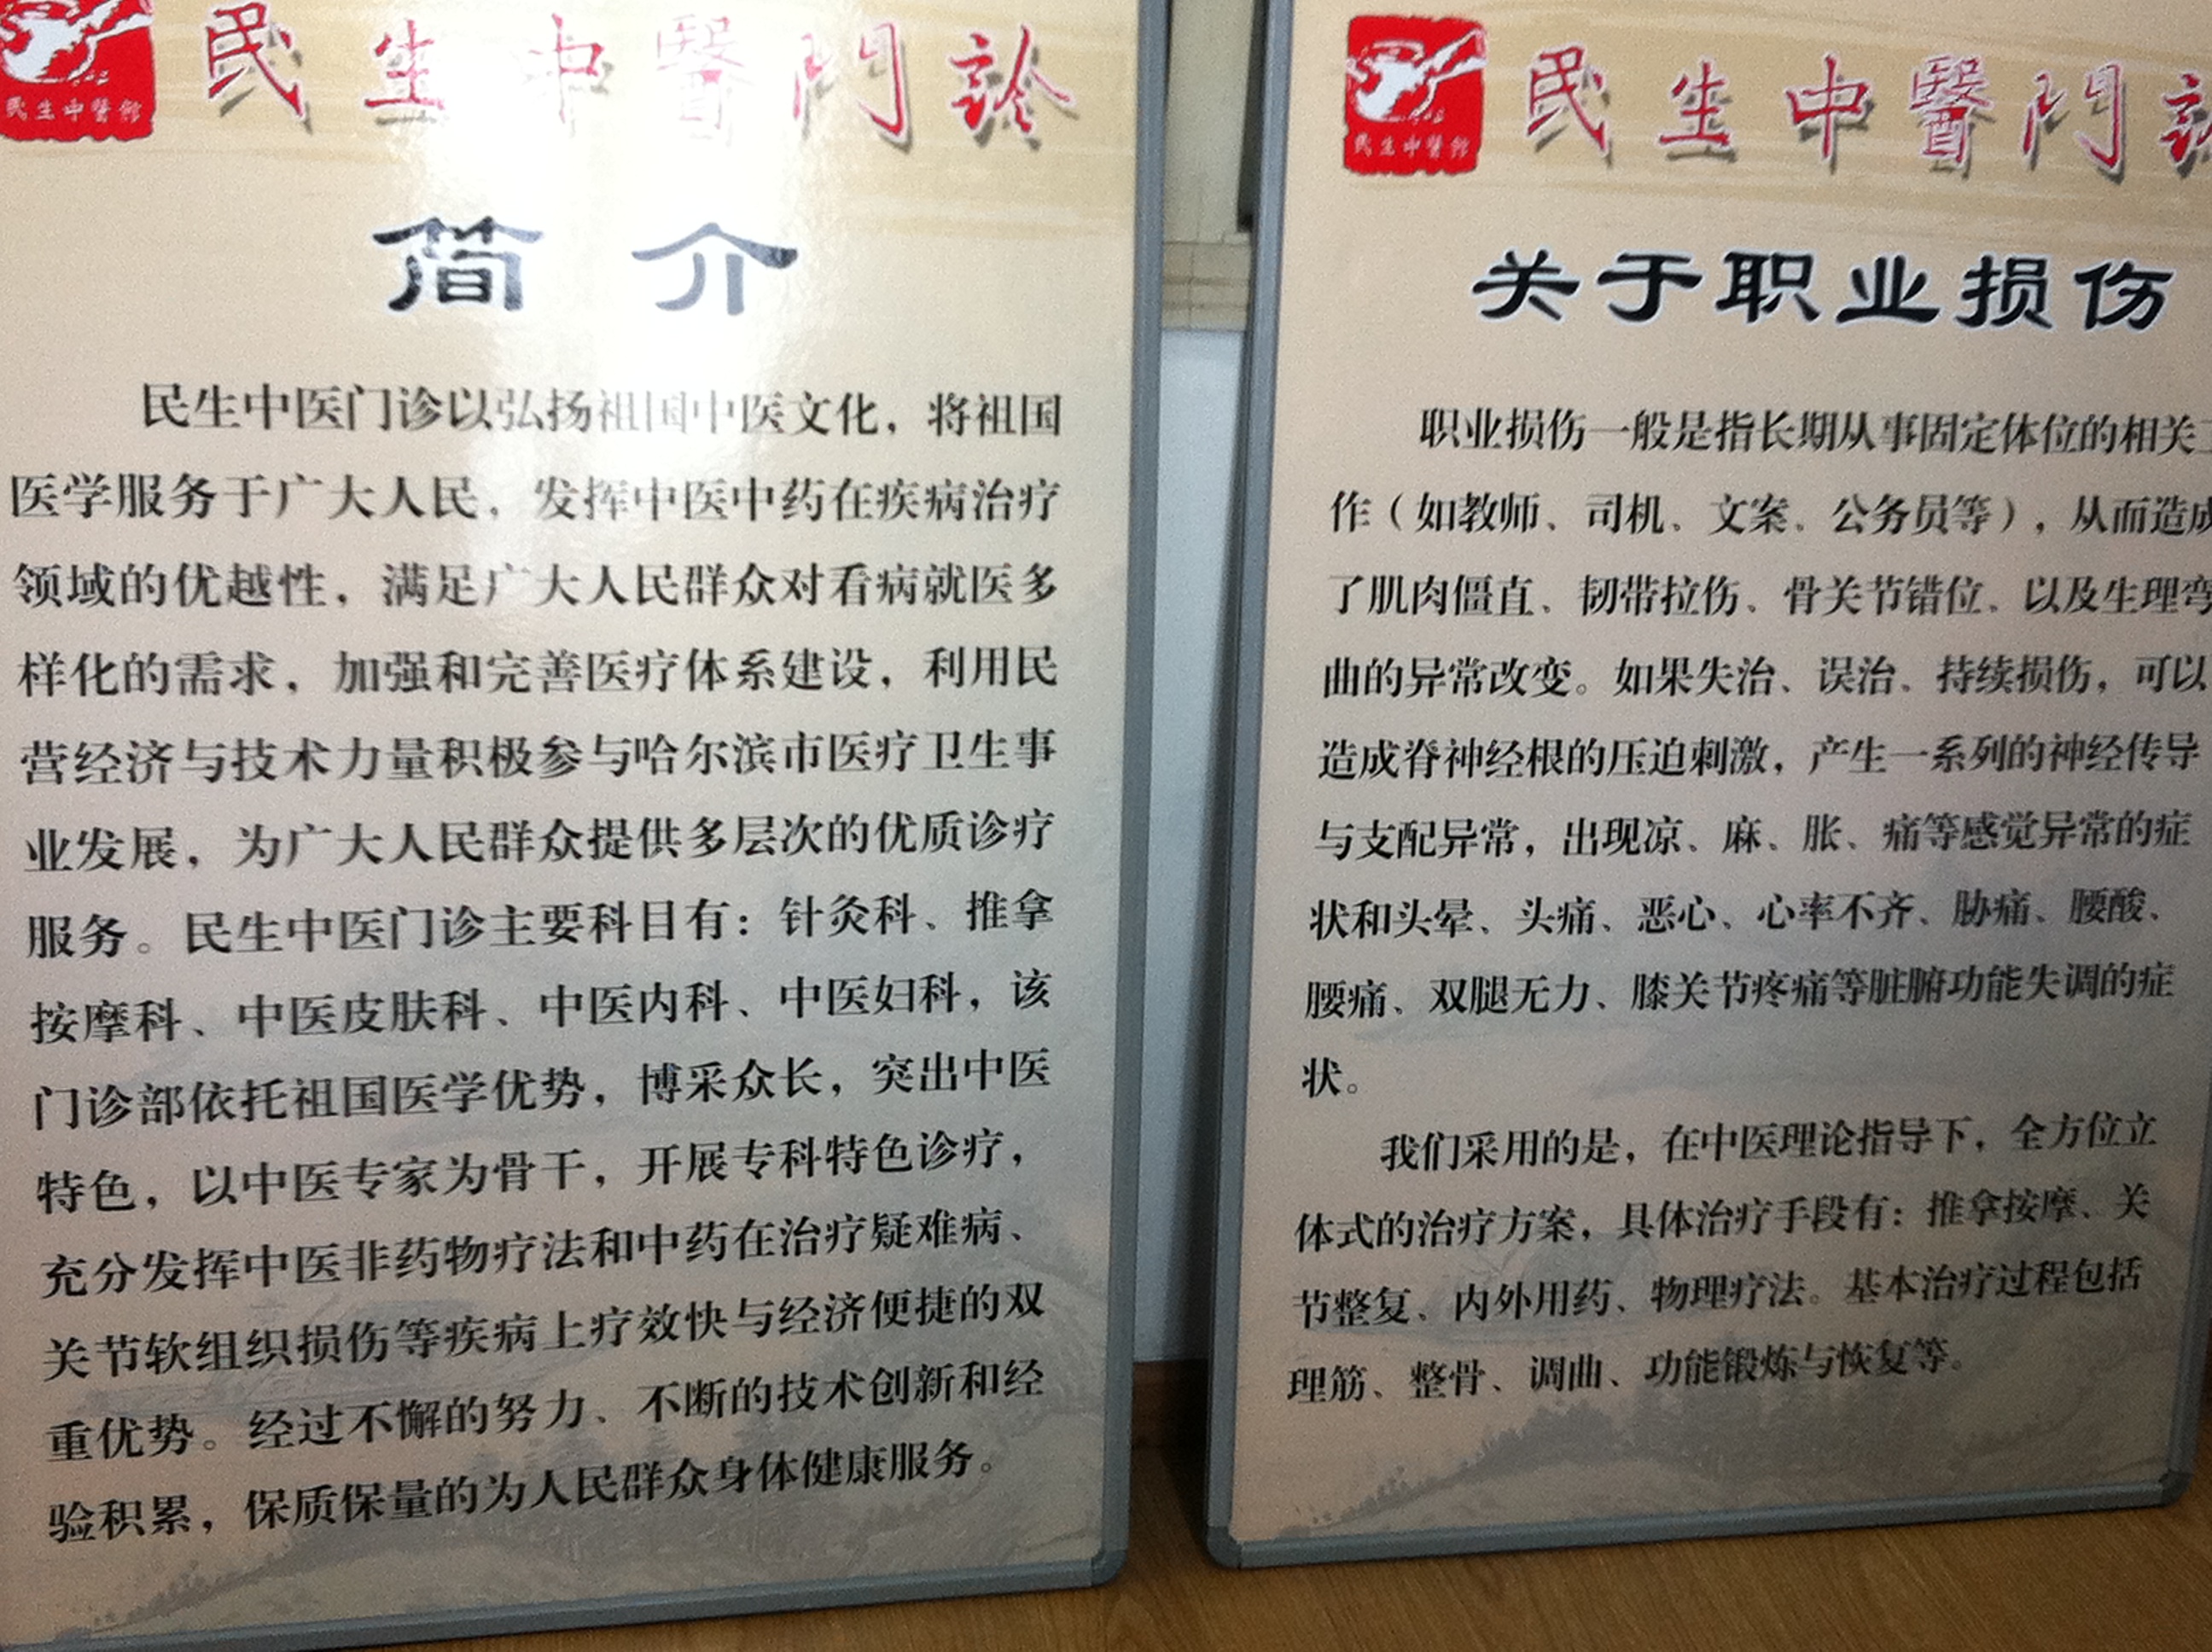 民生中醫館
民生中醫門診
简介
民生中医门诊以弘扬祖国中医文化，将祖国
医学服务于广大人民，发挥中医中药在疾病治疗
领域的优越性，满足广大人民群众对看病就医多
样化的需求，加强和完善医疗体系建设，利用民
营经济与技术力量积极参与哈尔滨市医疗卫生事
业发展，为广大人民群众提供多层次的优质诊疗
服务。民生中医门诊主要科目有：针灸科、推拿
按摩科、中医皮肤科、中医内科、中医妇科，该
门诊部依托祖国医学优势，博采众长，突出中医
特色，以中医专家为骨干，开展专科特色诊疗，
充分发挥中医非药物疗法和中药在治疗疑难病、
关节软组织损伤等疾病上疗效快与经济便捷的双
重优势。经过不懈的努力、不断的技术创新和经
验积累，保质保量的为人民群众身体健康服务。
民生中醫館
民生中醫門診
关于职业损伤
职业损伤一般是指长期从事固定体位的相关工
作（如教师、司机、文案、公务员等），从而造成
了肌肉僵直、韧带拉伤、骨关节错位、以及生理弯
曲的异常改变。如果失治、误治、持续损伤，可以
造成脊神经根的压迫刺激，产生一系列的神经传导
与支配异常，出现凉、麻、胀、痛等感觉异常的症
状和头晕、头痛、恶心、心率不齐、胁痛、腰酸、
腰痛、双腿无力、膝关节疼痛等脏腑功能失调的症
状。
我们采用的是，在中医理论指导下，全方位立
体式的治疗方案，具体治疗手段有：推拿按摩、关
节整复、内外用药、物理疗法。基本治疗过程包括
理筋、整骨、调曲、功能锻炼与恢复等。